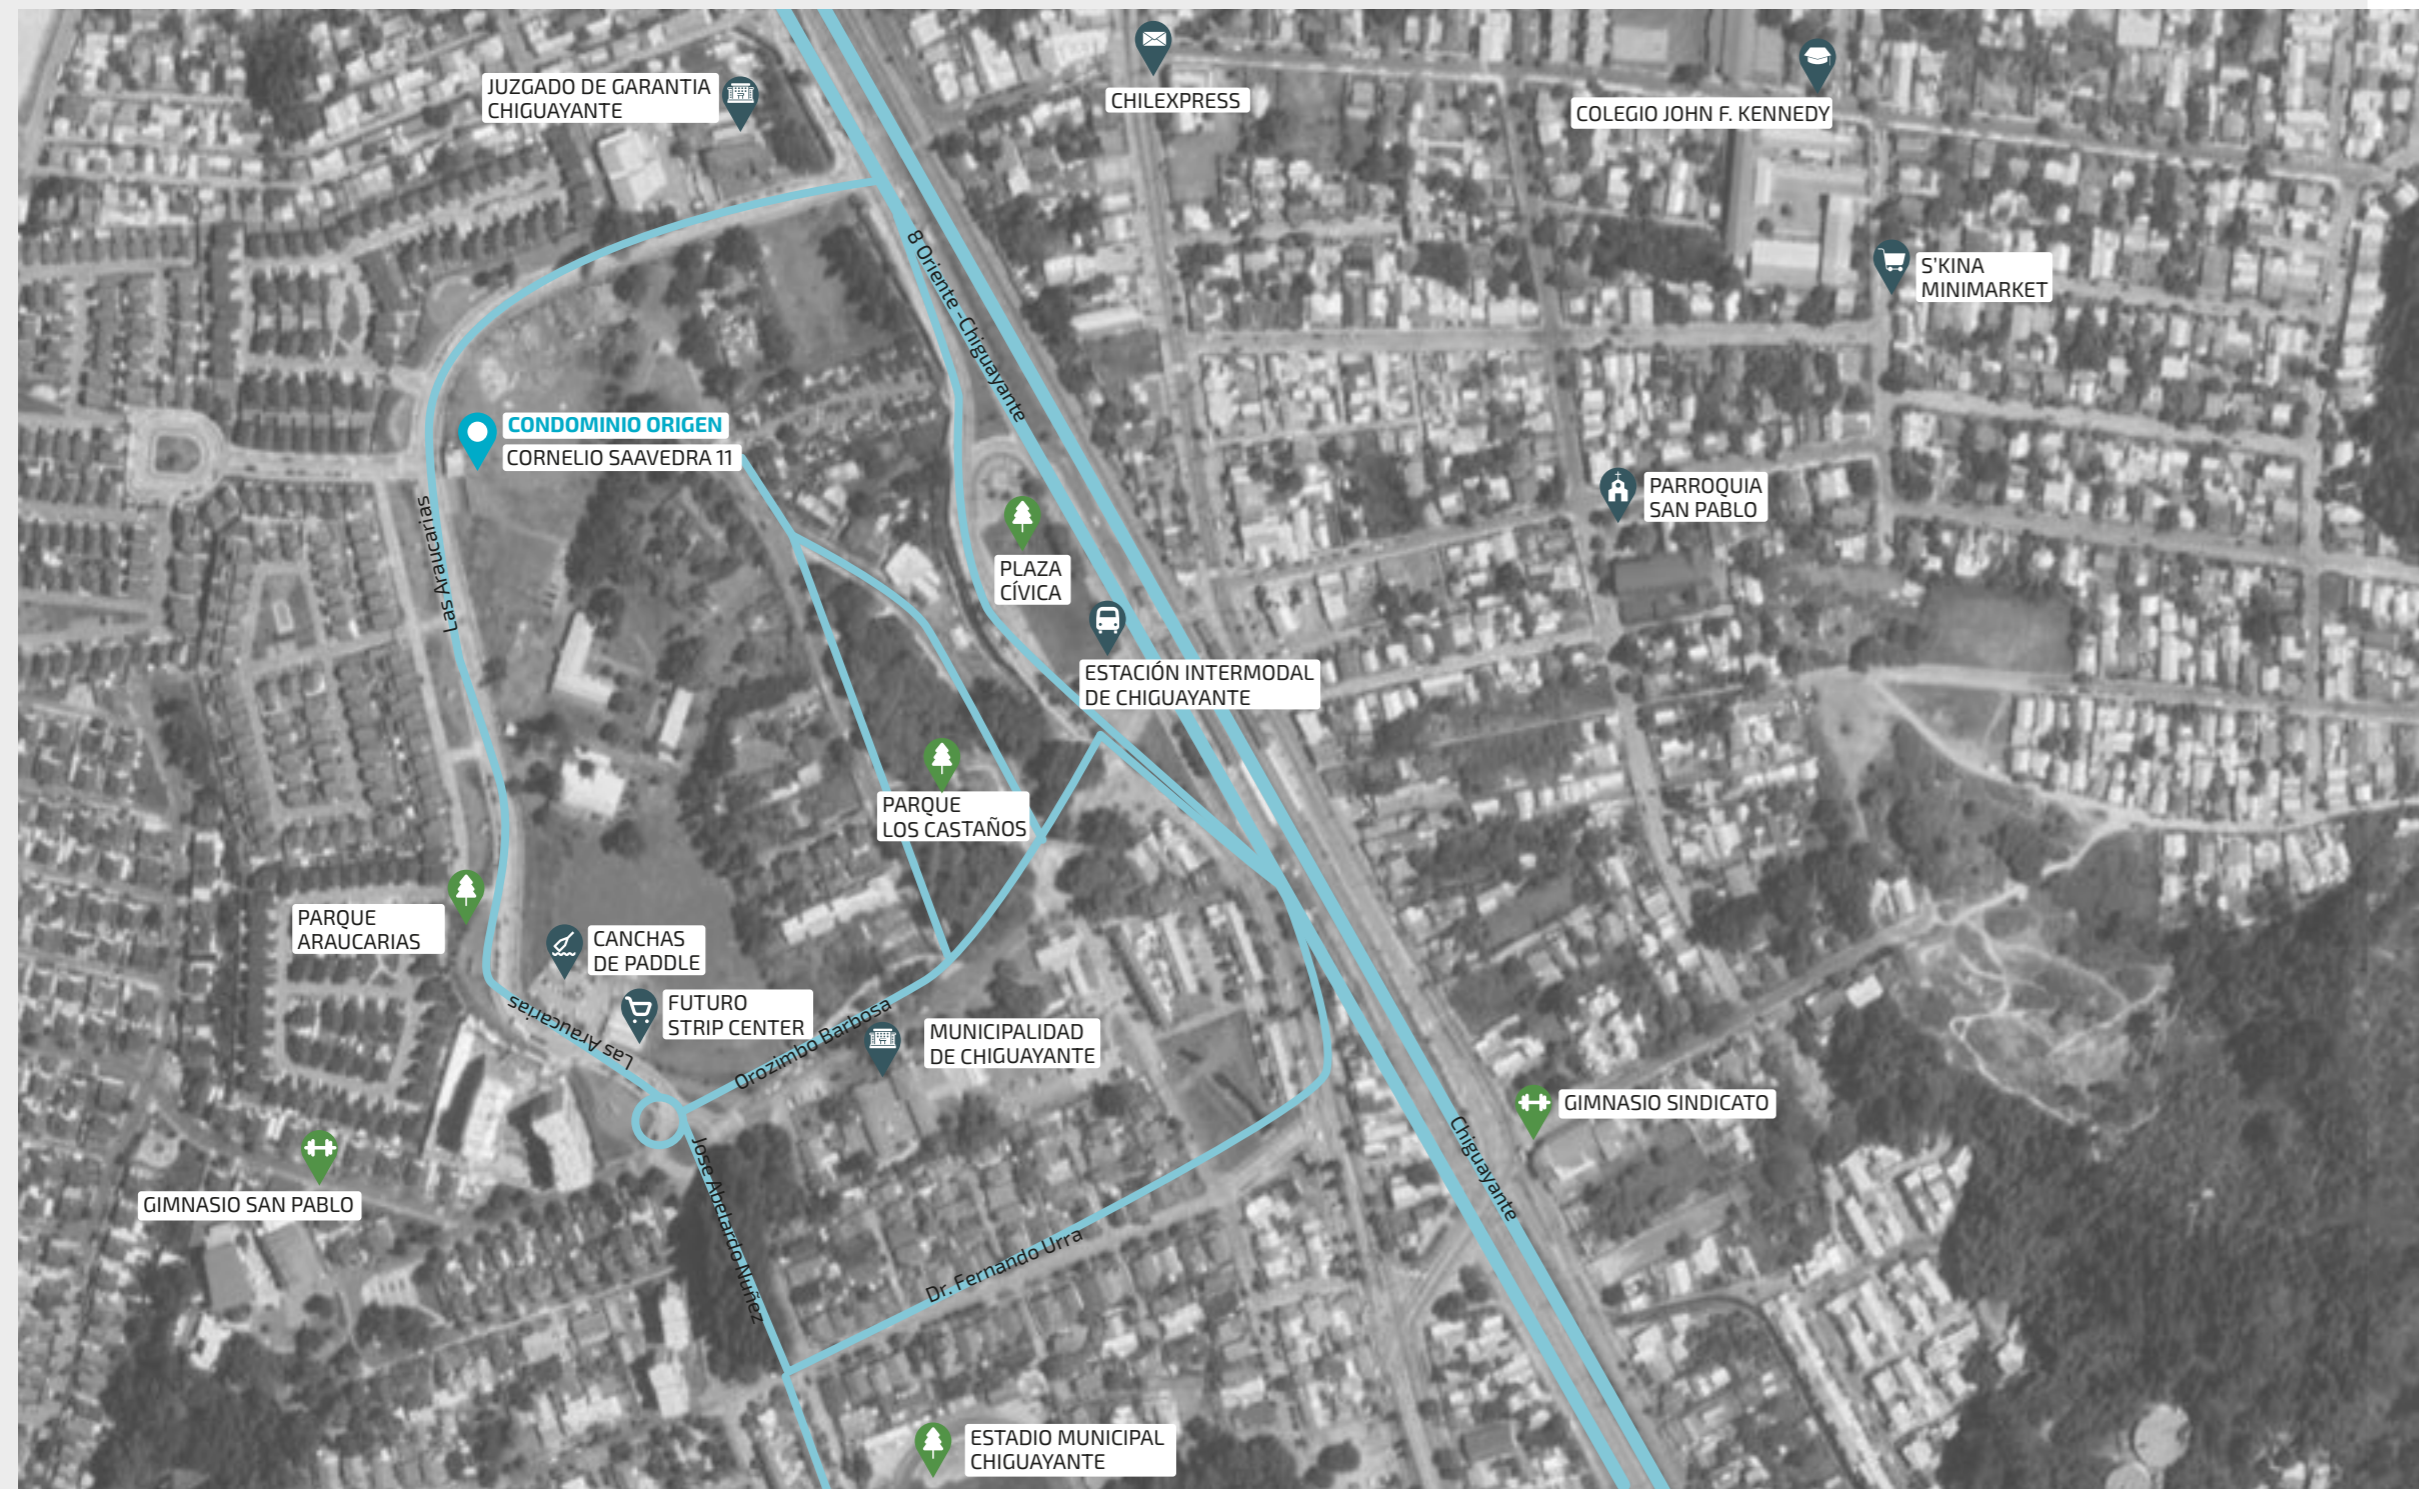 JUZGADO DE GARANTIA
CHIGUAYANTE
CHILEXPRESS
COLEGIO JOHN F. KENNEDY
8 Oriente - Chiguayante
S'KINA
MINIMARKET
CONDOMINIO ORIGEN
CORNELIO SAAVEDRA 11
PARROQUIA
SAN PABLO
Las Araucarias
PLAZA
CÍVICA
ESTACIÓN INTERMODAL
DE CHIGUAYANTE
PARQUE
LOS CASTAÑOS
PARQUE
ARAUCARIAS
CANCHAS
DE PADDLE
FUTURO
STRIP CENTER
Las Araucarias
Orozimbo Barbosa
MUNICIPALIDAD
DE CHIGUAYANTE
GIMNASIO SINDICATO
Chiguayante
GIMNASIO SAN PABLO
Jose Abelardo Nuñez
Dr. Fernando Urra
ESTADIO MUNICIPAL
CHIGUAYANTE